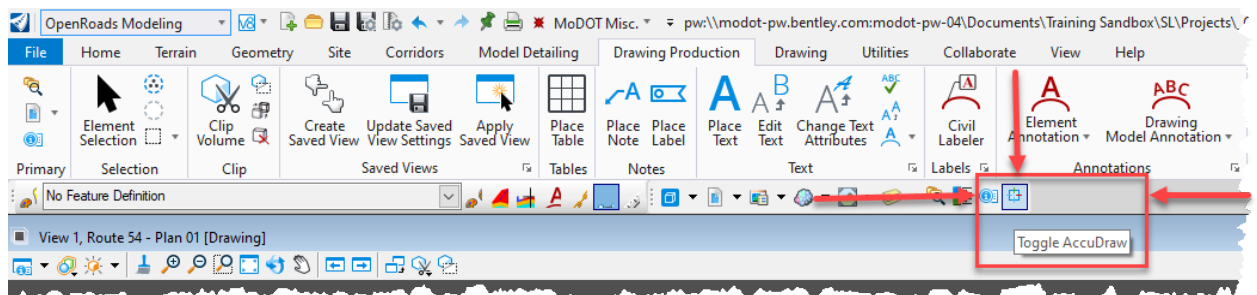 OpenRoads Modeling V8 MoDOT Misc. pw:\\modot-pw.bentley.com:modot-pw-04\Documents\Training Sandbox\SL\Projects\
File Home Terrain Geometry Site Corridors Model Detailing Drawing Production Drawing Utilities Collaborate View Help
Element Selection
Clip Volume
Create Saved View
Update Saved View Settings
Apply Saved View
Place Table
Place Note
Place Label
Place Text
Edit Text
Change Text Attributes
Civil Labeler
Element Annotation
Drawing Model Annotation
Primary Selection Clip Saved Views Tables Notes Text Labels Annotations
No Feature Definition
View 1, Route 54 - Plan 01 [Drawing]
Toggle AccuDraw